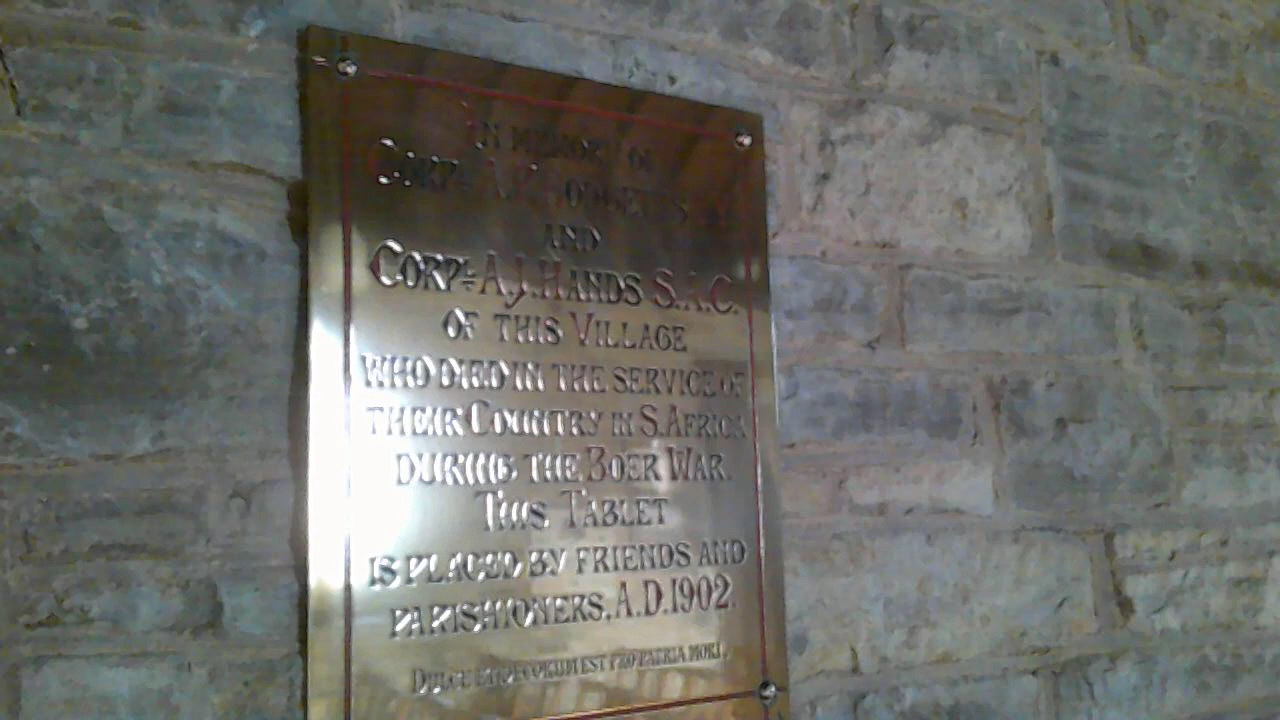 IN MEMORY OF
CORPL
AND
CORPL A.J. HANDS S.A.C.
OF THIS VILLAGE
WHO DIED IN THE SERVICE OF
THEIR COUNTRY IN S. AFRICA
DURING THE BOER WAR.
THIS TABLET
IS PLACED BY FRIENDS AND
PARISHIONERS, A.D. 1902.
DULCE ET DECORUM EST PRO PATRIA MORI.